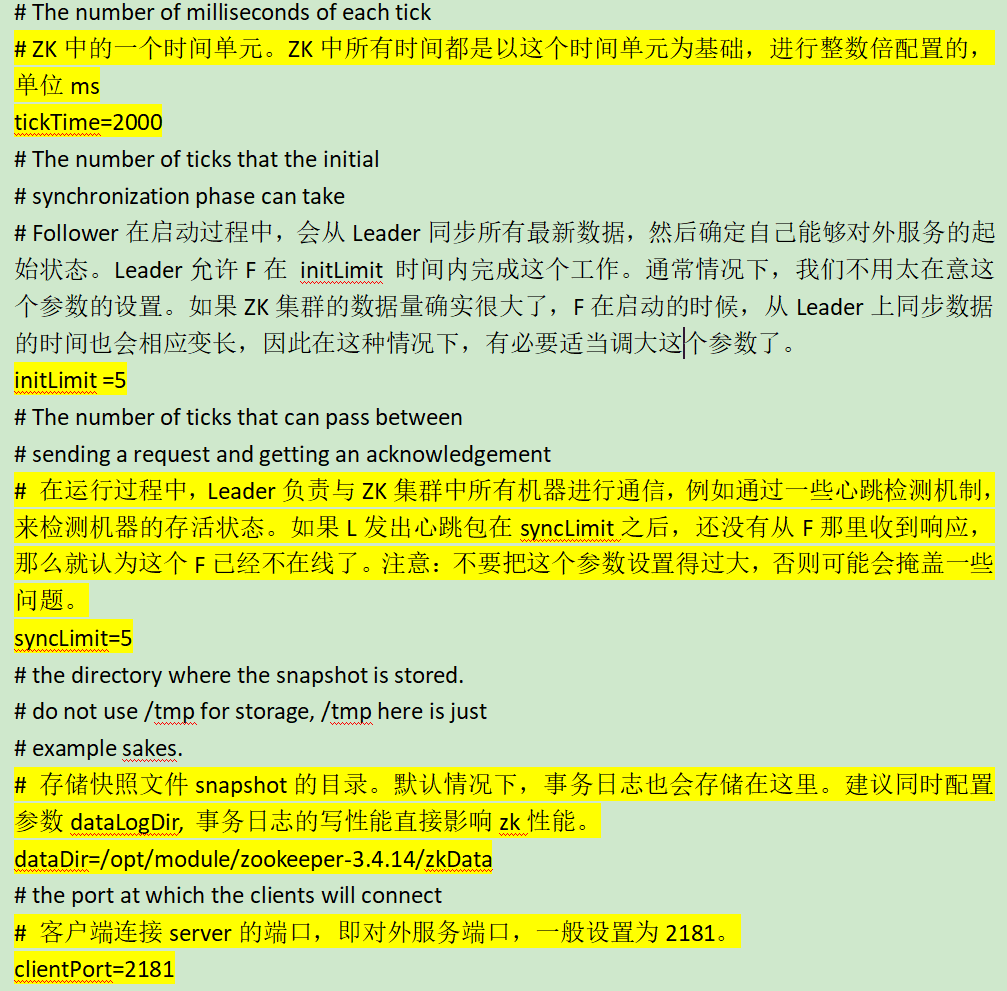 # The number of milliseconds of each tick
# ZK 中的一个时间单元。ZK 中所有时间都是以这个时间单元为基础，进行整数倍配置的，
单位 ms
tickTime=2000
# The number of ticks that the initial
# synchronization phase can take
# Follower 在启动过程中，会从 Leader 同步所有最新数据，然后确定自己能够对外服务的起
始状态。Leader 允许 F 在 initLimit 时间内完成这个工作。通常情况下，我们不用太在意这
个参数的设置。如果 ZK 集群的数据量确实很大了，F 在启动的时候，从 Leader 上同步数据
的时间也会相应变长，因此在这种情况下，有必要适当调大这个参数了。
initLimit =5
# The number of ticks that can pass between
# sending a request and getting an acknowledgement
# 在运行过程中，Leader 负责与 ZK 集群中所有机器进行通信，例如通过一些心跳检测机制，
来检测机器的存活状态。如果 L 发出心跳包在 syncLimit 之后，还没有从 F 那里收到响应，
那么就认为这个 F 已经不在线了。注意：不要把这个参数设置得过大，否则可能会掩盖一些
问题。
syncLimit=5
# the directory where the snapshot is stored.
# do not use /tmp for storage, /tmp here is just
# example sakes.
# 存储快照文件 snapshot 的目录。默认情况下，事务日志也会存储在这里。建议同时配置
参数 dataLogDir, 事务日志的写性能直接影响 zk 性能。
dataDir=/opt/module/zookeeper-3.4.14/zkData
# the port at which the clients will connect
# 客户端连接 server 的端口，即对外服务端口，一般设置为 2181。
clientPort=2181